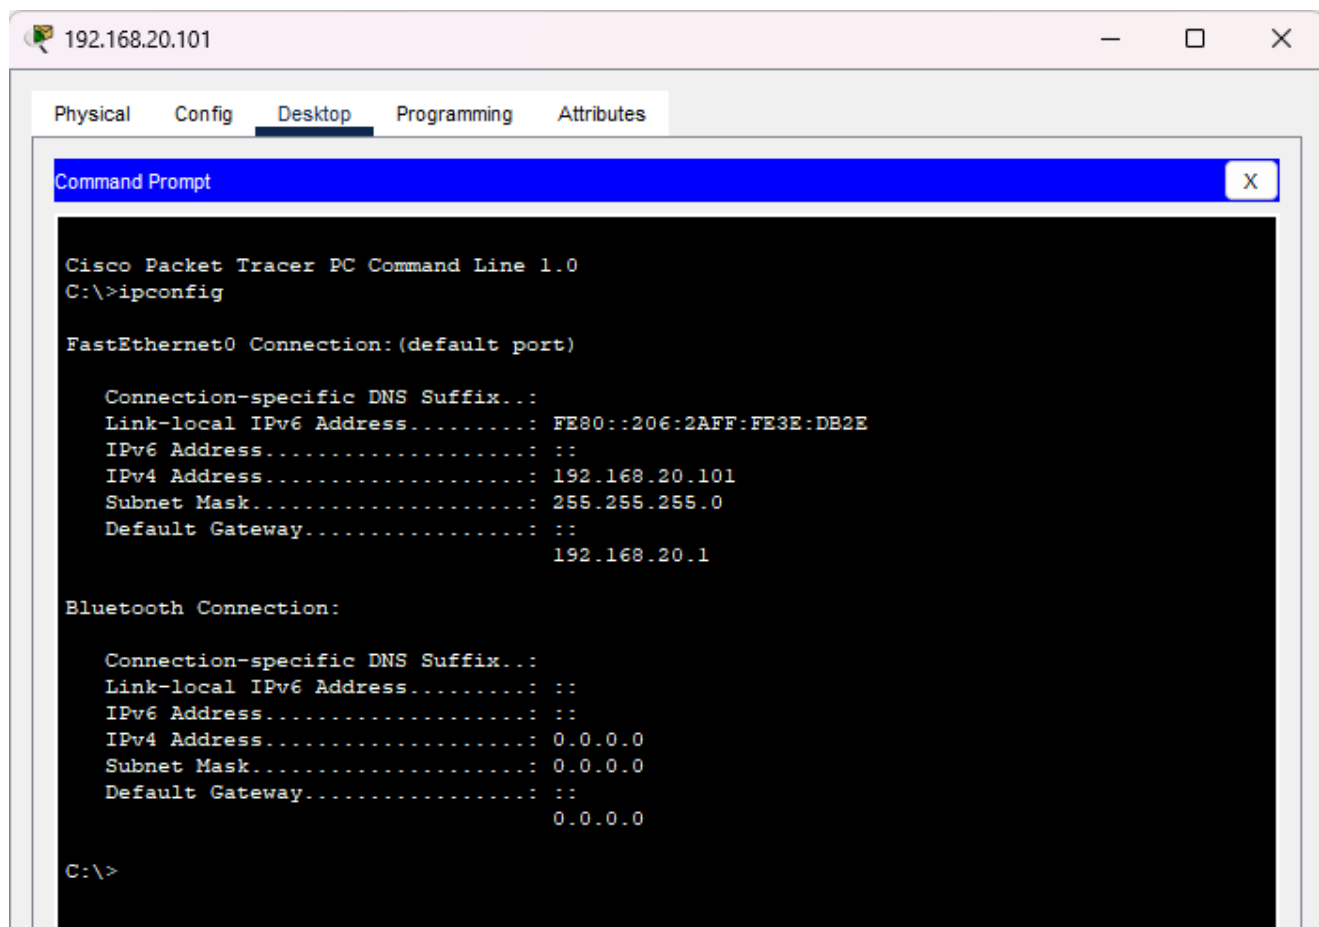 192.168.20.101
Physical Config Desktop Programming Attributes
Command Prompt X
Cisco Packet Tracer PC Command Line 1.0
C:\>ipconfig
FastEthernet0 Connection:(default port)
Connection-specific DNS Suffix..:
Link-local IPv6 Address.........: FE80::206:2AFF:FE3E:DB2E
IPv6 Address....................: ::
IPv4 Address....................: 192.168.20.101
Subnet Mask.....................: 255.255.255.0
Default Gateway.................: ::
192.168.20.1
Bluetooth Connection:
Connection-specific DNS Suffix..:
Link-local IPv6 Address.........: ::
IPv6 Address....................: ::
IPv4 Address....................: 0.0.0.0
Subnet Mask.....................: 0.0.0.0
Default Gateway.................: ::
0.0.0.0
C:\>